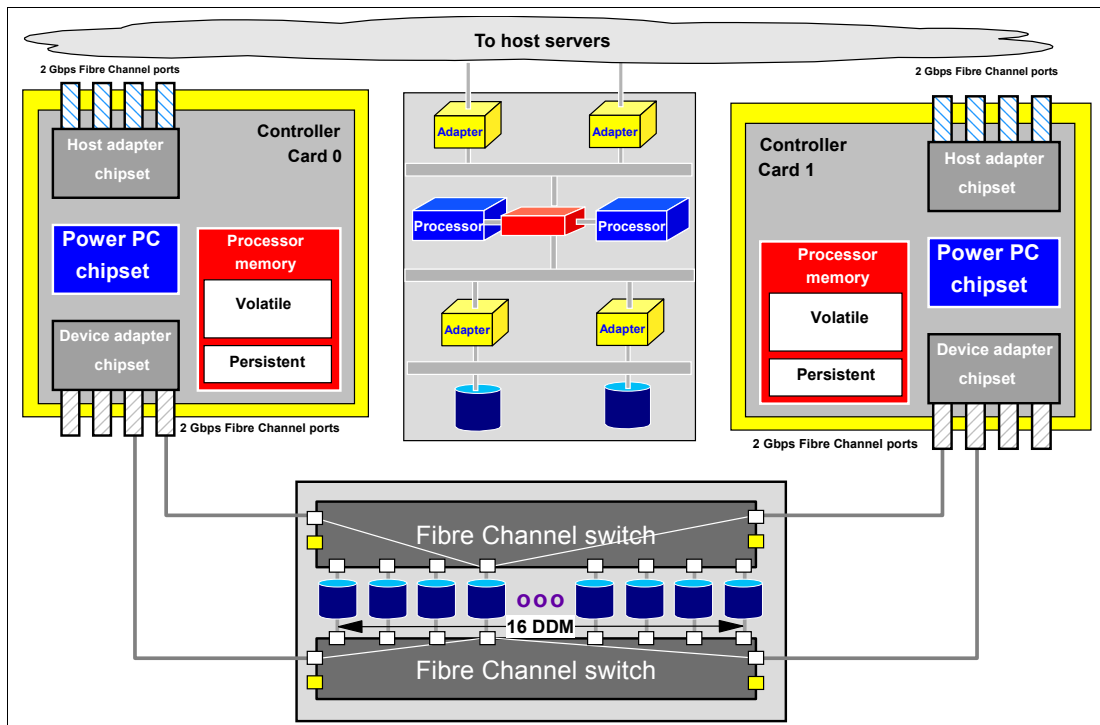 To host servers
2 Gbps Fibre Channel ports
2 Gbps Fibre Channel ports
Host adapter
chipset
Controller
Card 0
Power PC
chipset
Processor
memory
Volatile
Persistent
Device adapter
chipset
2 Gbps Fibre Channel ports
Adapter
Adapter
Processor
Processor
Adapter
Adapter
Controller
Card 1
Host adapter
chipset
Processor
memory
Volatile
Persistent
Power PC
chipset
Device adapter
chipset
2 Gbps Fibre Channel ports
Fibre Channel switch
ooo
16 DDM
Fibre Channel switch